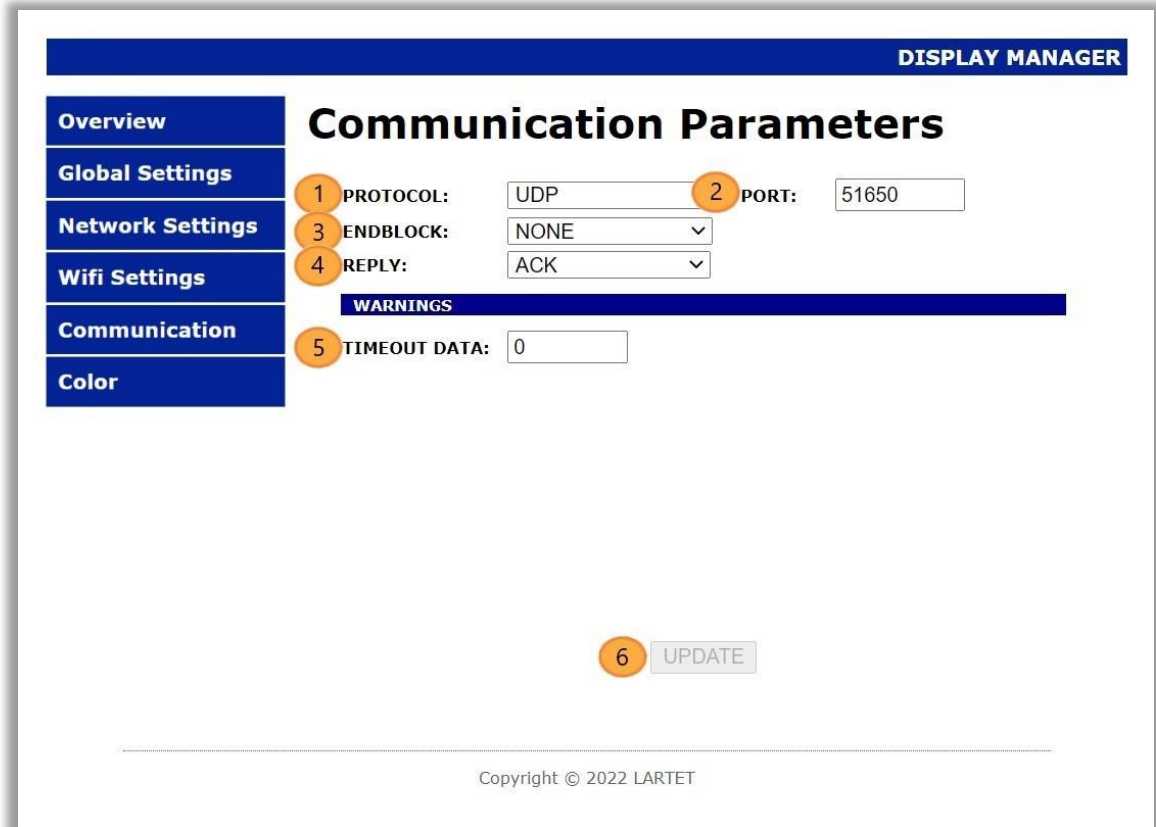 DISPLAY MANAGER
Overview
Global Settings
Network Settings
Wifi Settings
Communication
Color
Communication Parameters
1 PROTOCOL: UDP 2 PORT: 51650
3 ENDBLOCK: NONE
4 REPLY: ACK
WARNINGS
5 TIMEOUT DATA: 0
6 UPDATE
Copyright © 2022 LARTET